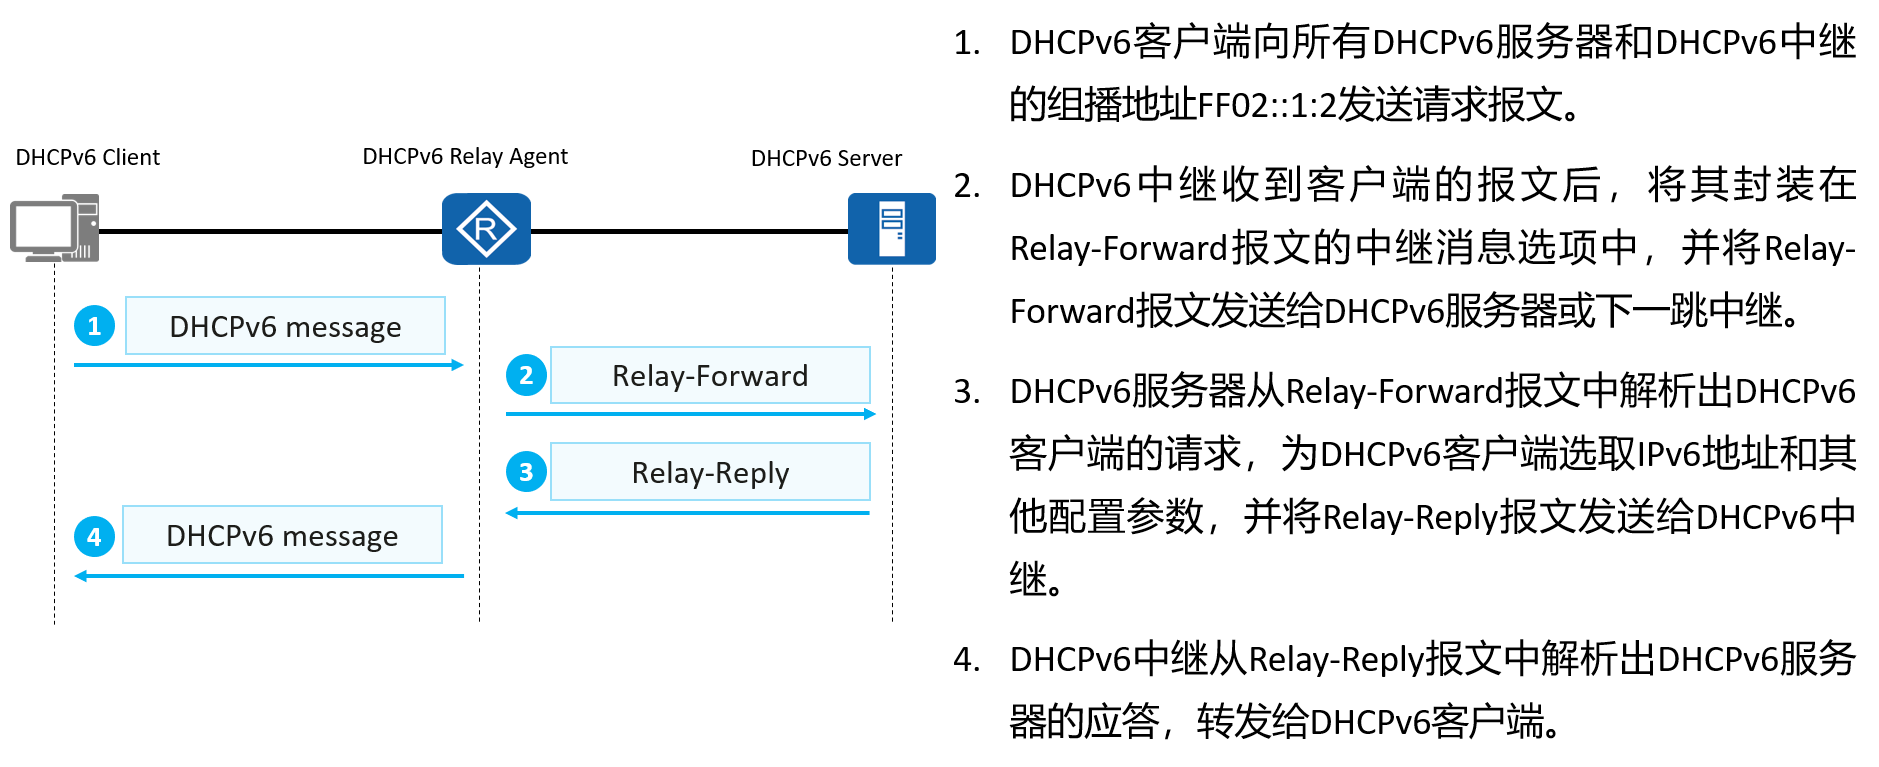 DHCPv6 Client
DHCPv6 Relay Agent
DHCPv6 Server
R
1
DHCPv6 message
2
Relay-Forward
3
Relay-Reply
4
DHCPv6 message
1. DHCPv6客户端向所有DHCPv6服务器和DHCPv6中继
的组播地址FF02::1:2发送请求报文。
2. DHCPv6中继收到客户端的报文后，将其封装在
Relay-Forward报文的中继消息选项中，并将Relay-
Forward报文发送给DHCPv6服务器或下一跳中继。
3. DHCPv6服务器从Relay-Forward报文中解析出DHCPv6
客户端的请求，为DHCPv6客户端选取IPv6地址和其
他配置参数，并将Relay-Reply报文发送给DHCPv6中
继。
4. DHCPv6中继从Relay-Reply报文中解析出DHCPv6服务
器的应答，转发给DHCPv6客户端。